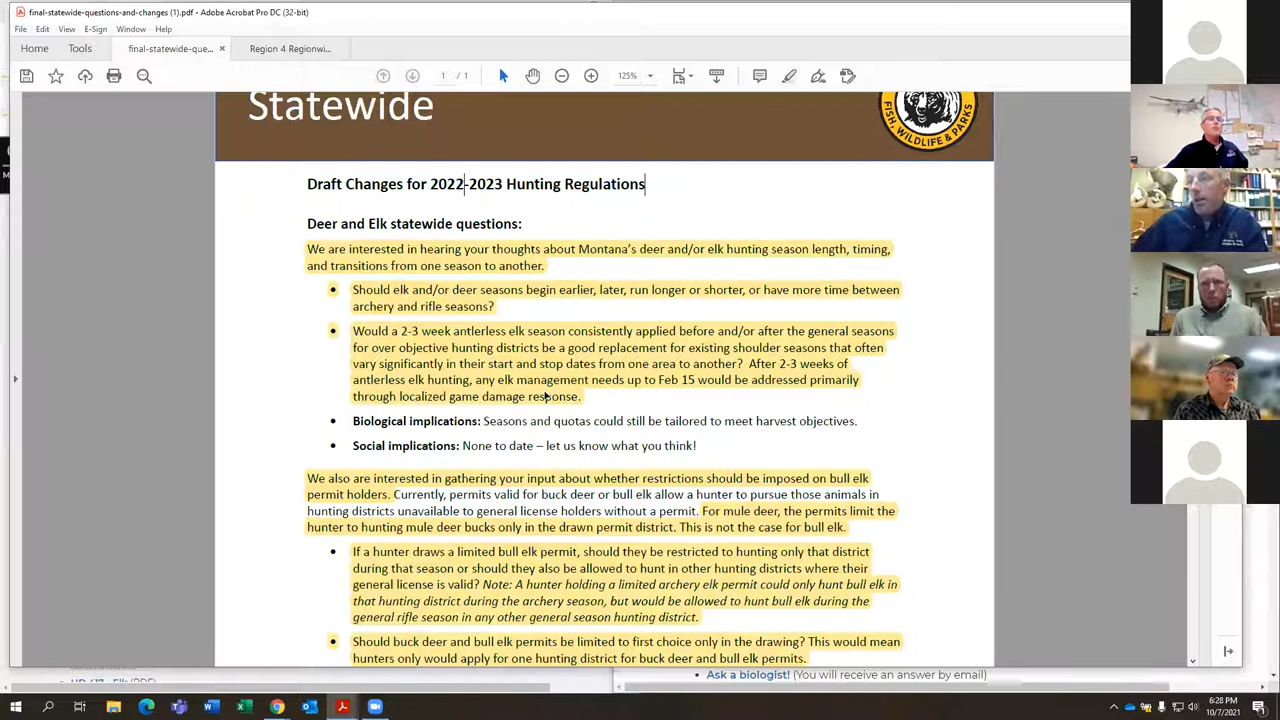 final-statewide-questions-and-changes (1).pdf - Adobe Acrobat Pro DC (32-bit)
File Edit View E-Sign Window Help
Home Tools final-statewide-que... × Region 4 Regionwi...
1 / 1 125%
Statewide
FISH, WILDLIFE & PARKS
Draft Changes for 2022-2023 Hunting Regulations
Deer and Elk statewide questions:
We are interested in hearing your thoughts about Montana's deer and/or elk hunting season length, timing,
and transitions from one season to another.
• Should elk and/or deer seasons begin earlier, later, run longer or shorter, or have more time between
archery and rifle seasons?
• Would a 2-3 week antlerless elk season consistently applied before and/or after the general seasons
for over objective hunting districts be a good replacement for existing shoulder seasons that often
vary significantly in their start and stop dates from one area to another? After 2-3 weeks of
antlerless elk hunting, any elk management needs up to Feb 15 would be addressed primarily
through localized game damage response.
• Biological implications: Seasons and quotas could still be tailored to meet harvest objectives.
• Social implications: None to date – let us know what you think!
We also are interested in gathering your input about whether restrictions should be imposed on bull elk
permit holders. Currently, permits valid for buck deer or bull elk allow a hunter to pursue those animals in
hunting districts unavailable to general license holders without a permit. For mule deer, the permits limit the
hunter to hunting mule deer bucks only in the drawn permit district. This is not the case for bull elk.
• If a hunter draws a limited bull elk permit, should they be restricted to hunting only that district
during that season or should they also be allowed to hunt in other hunting districts where their
general license is valid? Note: A hunter holding a limited archery elk permit could only hunt bull elk in
that hunting district during the archery season, but would be allowed to hunt bull elk during the
general rifle season in any other general season hunting district.
• Should buck deer and bull elk permits be limited to first choice only in the drawing? This would mean
hunters only would apply for one hunting district for buck deer and bull elk permits.
• Ask a biologist! (You will receive an answer by email)
6:28 PM
10/7/2021